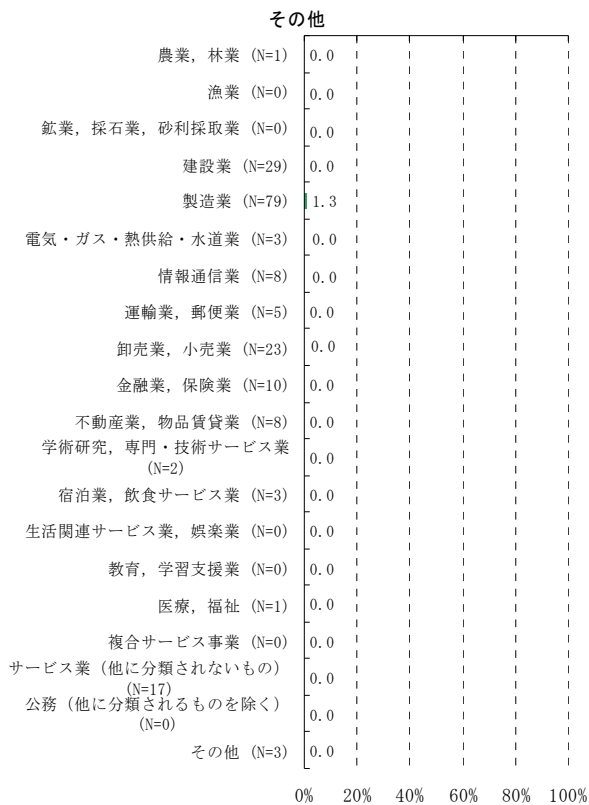 その他
農業，林業 (N=1) 0.0
漁業 (N=0) 0.0
鉱業，採石業，砂利採取業 (N=0) 0.0
建設業 (N=29) 0.0
製造業 (N=79) 1.3
電気・ガス・熱供給・水道業 (N=3) 0.0
情報通信業 (N=8) 0.0
運輸業，郵便業 (N=5) 0.0
卸売業，小売業 (N=23) 0.0
金融業，保険業 (N=10) 0.0
不動産業，物品賃貸業 (N=8) 0.0
学術研究，専門・技術サービス業
(N=2) 0.0
宿泊業，飲食サービス業 (N=3) 0.0
生活関連サービス業，娯楽業 (N=0) 0.0
教育，学習支援業 (N=0) 0.0
医療，福祉 (N=1) 0.0
複合サービス事業 (N=0) 0.0
サービス業（他に分類されないもの）
(N=17) 0.0
公務（他に分類されるものを除く）
(N=0) 0.0
その他 (N=3) 0.0
0% 20% 40% 60% 80% 100%